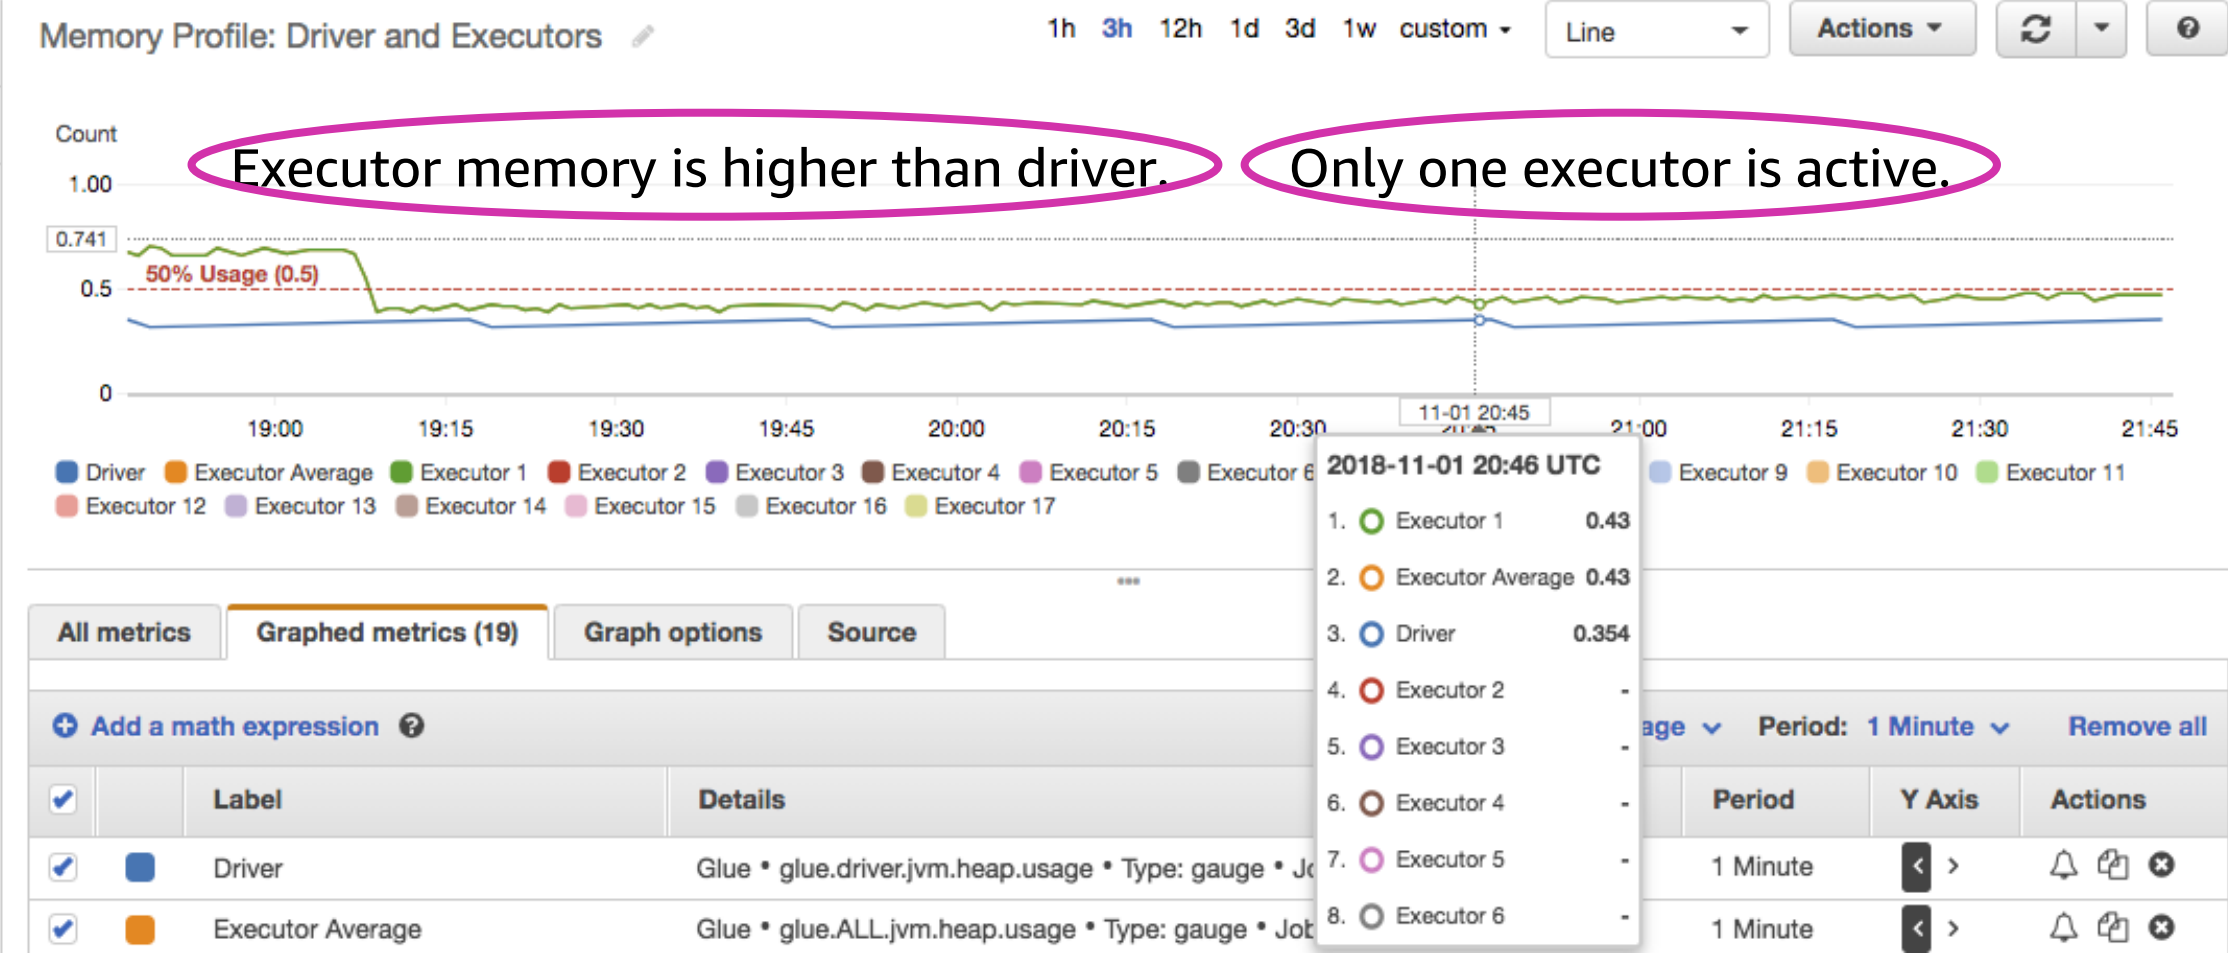 Memory Profile: Driver and Executors
1h 3h 12h 1d 3d 1w custom
Line
Actions
Count
Executor memory is higher than driver.
Only one executor is active.
1.00
0.741
50% Usage (0.5)
0.5
0
11-01 20:45
19:00 19:15 19:30 19:45 20:00 20:15 20:30 20:45 21:00 21:15 21:30 21:45
Driver Executor Average Executor 1 Executor 2 Executor 3 Executor 4 Executor 5 Executor 6 Executor 9 Executor 10 Executor 11
Executor 12 Executor 13 Executor 14 Executor 15 Executor 16 Executor 17
2018-11-01 20:46 UTC
1. Executor 1 0.43
2. Executor Average 0.43
3. Driver 0.354
4. Executor 2 -
5. Executor 3 -
6. Executor 4 -
7. Executor 5 -
8. Executor 6 -
All metrics Graphed metrics (19) Graph options Source
Add a math expression
age Period: 1 Minute Remove all
Label Details Period Y Axis Actions
Driver Glue • glue.driver.jvm.heap.usage • Type: gauge • Jo 1 Minute
Executor Average Glue • glue.ALL.jvm.heap.usage • Type: gauge • Job 1 Minute